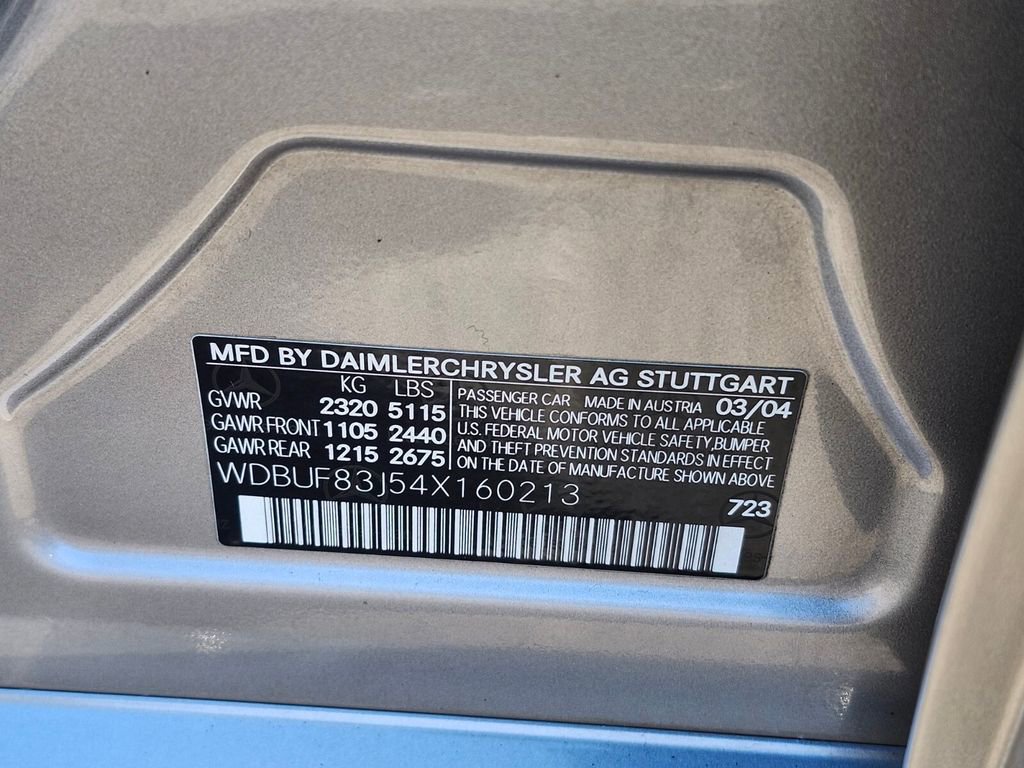 MFD BY DAIMLERCHRYSLER AG STUTTGART
KG LBS
GVWR 2320 5115
GAWR FRONT 1105 2440
GAWR REAR 1215 2675
PASSENGER CAR MADE IN AUSTRIA 03/04
THIS VEHICLE CONFORMS TO ALL APPLICABLE
U.S. FEDERAL MOTOR VEHICLE SAFETY, BUMPER
AND THEFT PREVENTION STANDARDS IN EFFECT
ON THE DATE OF MANUFACTURE SHOWN ABOVE
WDBUF83J54X160213
723